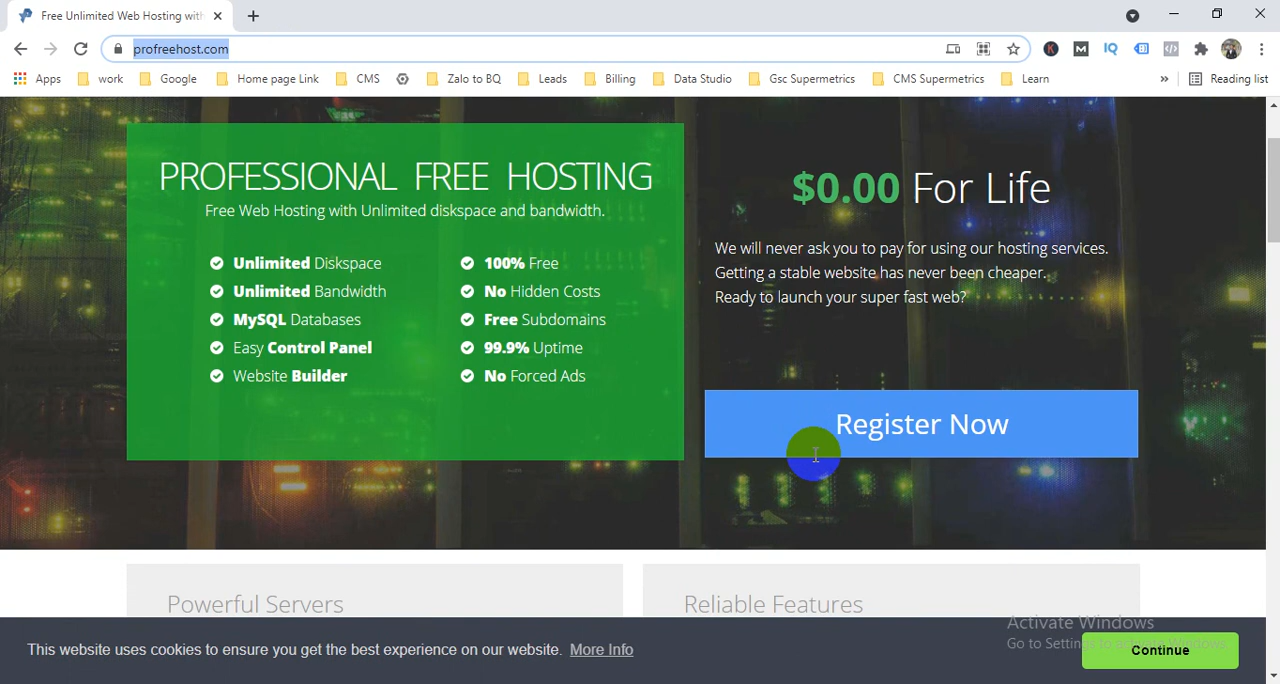 Free Unlimited Web Hosting with
profreehost.com
K
M
IQ
Apps
work
Google
Home page Link
CMS
Zalo to BQ
Leads
Billing
Data Studio
Gsc Supermetrics
CMS Supermetrics
Learn
»
Reading list
PROFESSIONAL FREE HOSTING
Free Web Hosting with Unlimited diskspace and bandwidth.
Unlimited Diskspace
100% Free
Unlimited Bandwidth
No Hidden Costs
MySQL Databases
Free Subdomains
Easy Control Panel
99.9% Uptime
Website Builder
No Forced Ads
$0.00 For Life
We will never ask you to pay for using our hosting services.
Getting a stable website has never been cheaper.
Ready to launch your super fast web?
Register Now
Powerful Servers
Reliable Features
Activate Windows
Go to Settings to activate Windows.
This website uses cookies to ensure you get the best experience on our website. More Info
Continue